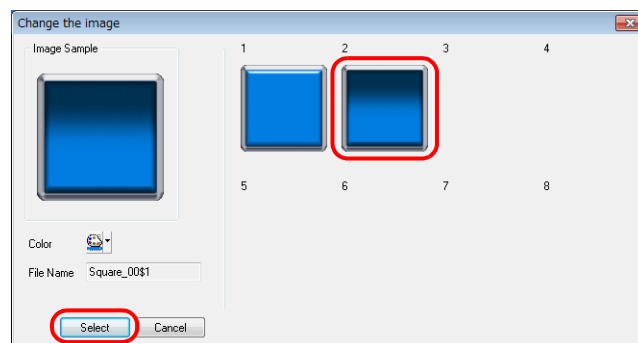 Change the image
Image Sample
1 2 3 4
5 6 7 8
Color
File Name Square_00$1
Select Cancel